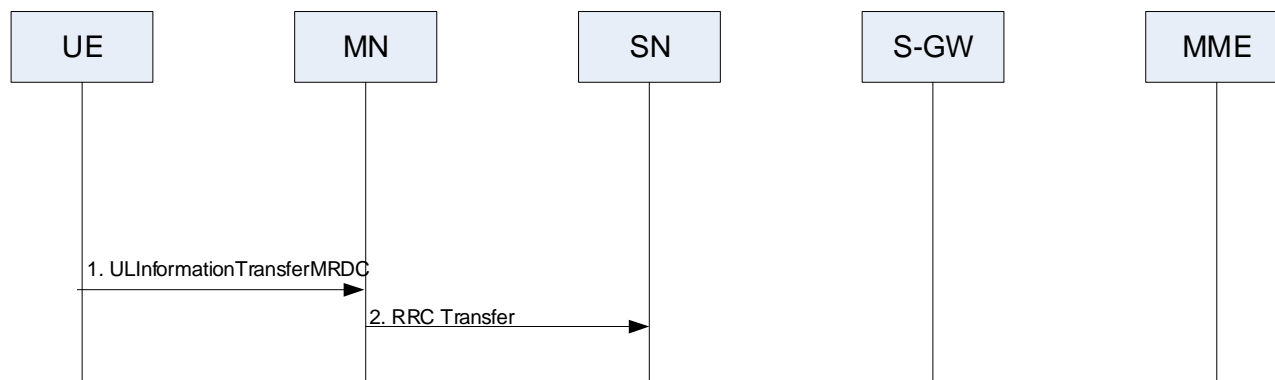 UE
MN
SN
S-GW
MME
1. ULInformationTransferMRDC
2. RRC Transfer